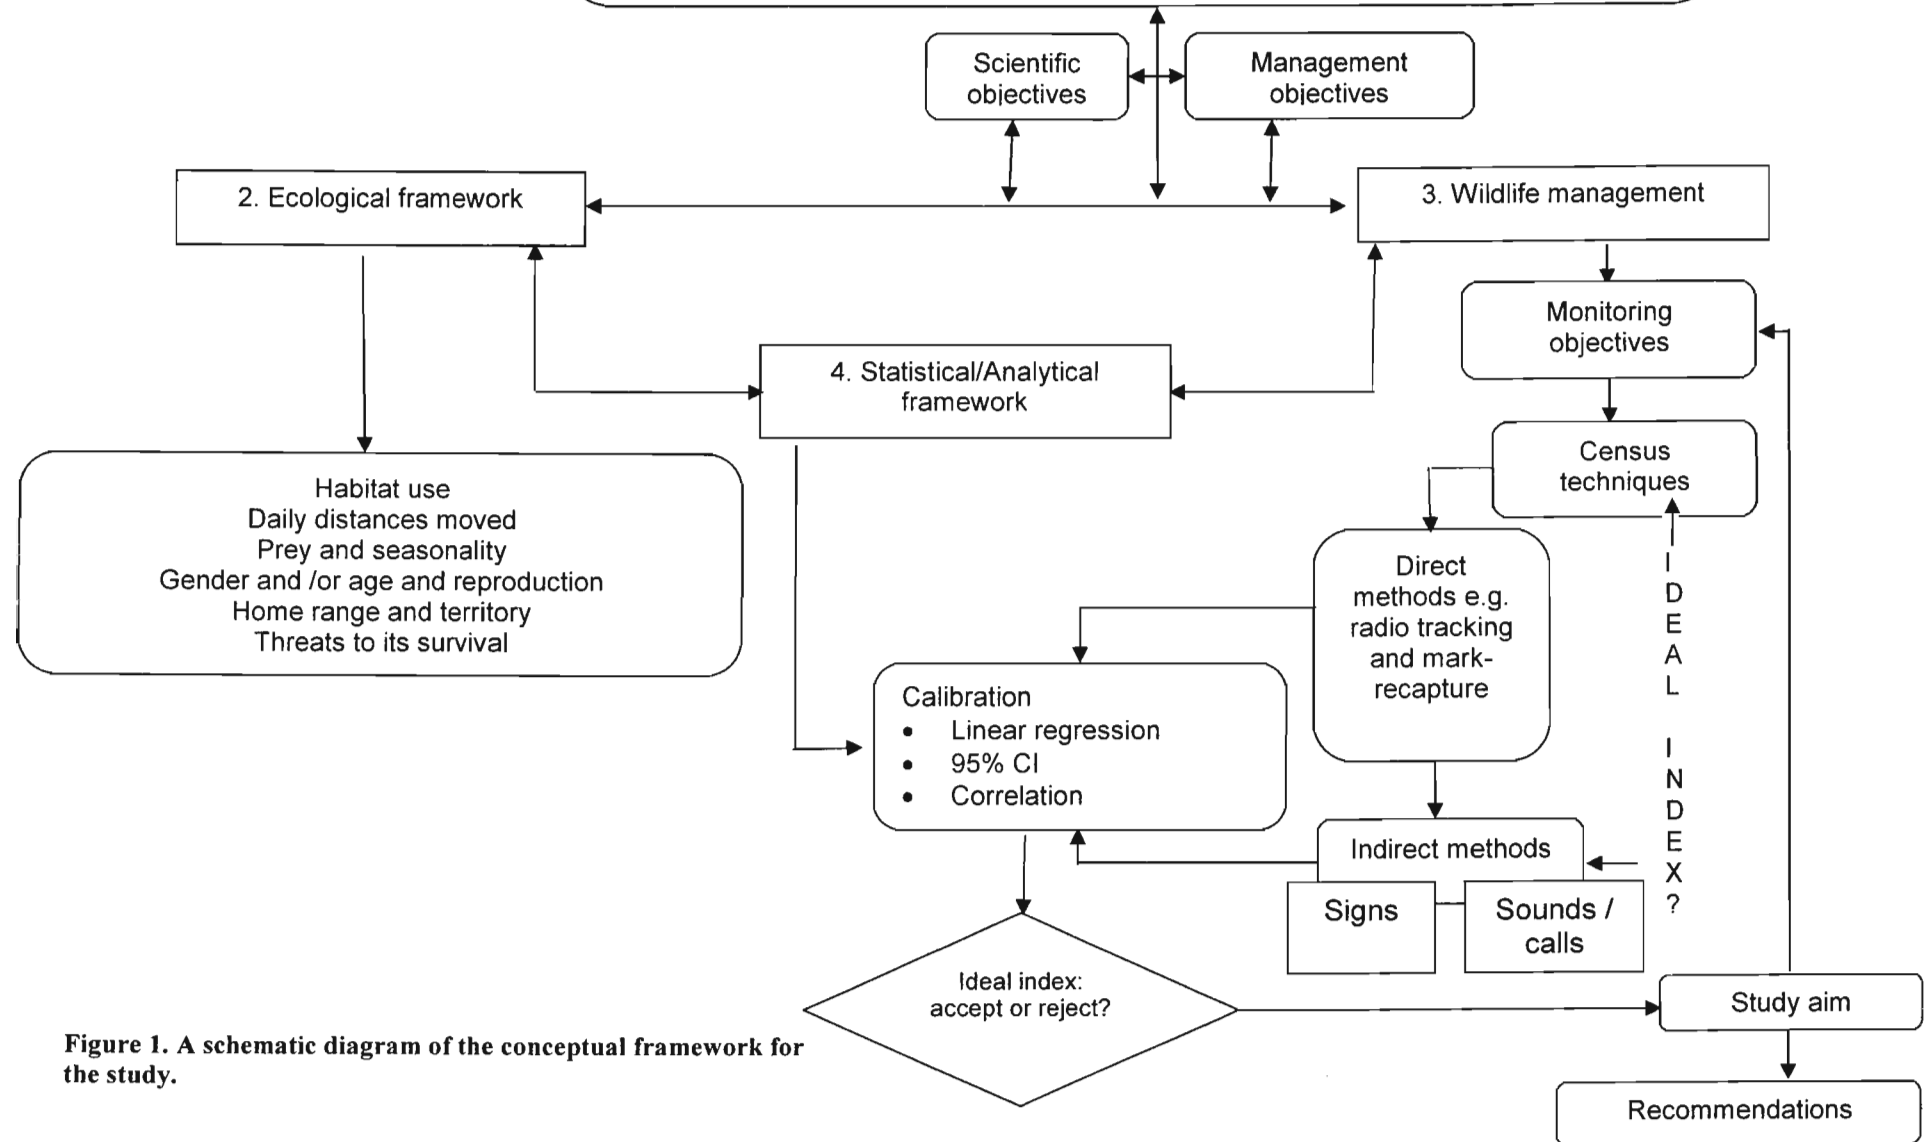 Scientific
objectives
Management
objectives
2. Ecological framework
3. Wildlife management
Monitoring
objectives
4. Statistical/Analytical
framework
Census
techniques
Habitat use
Daily distances moved
Prey and seasonality
Gender and /or age and reproduction
Home range and territory
Threats to its survival
Direct
methods e.g.
radio tracking
and mark-
recapture
I
D
E
A
L
I
N
D
E
X
?
Calibration
• Linear regression
• 95% CI
• Correlation
Indirect methods
Signs
Sounds /
calls
Ideal index:
accept or reject?
Study aim
Recommendations
Figure 1. A schematic diagram of the conceptual framework for
the study.